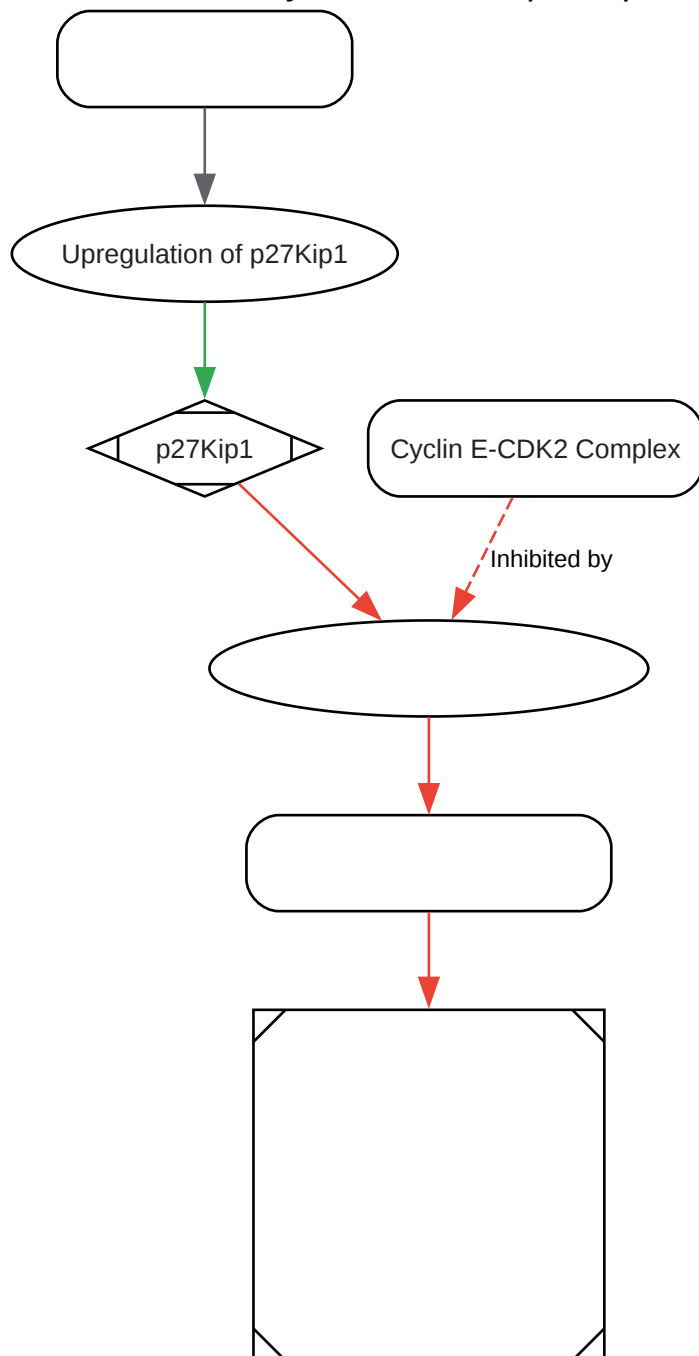 Upregulation of p27Kip1
p27Kip1
Cyclin E-CDK2 Complex
Inhibited by